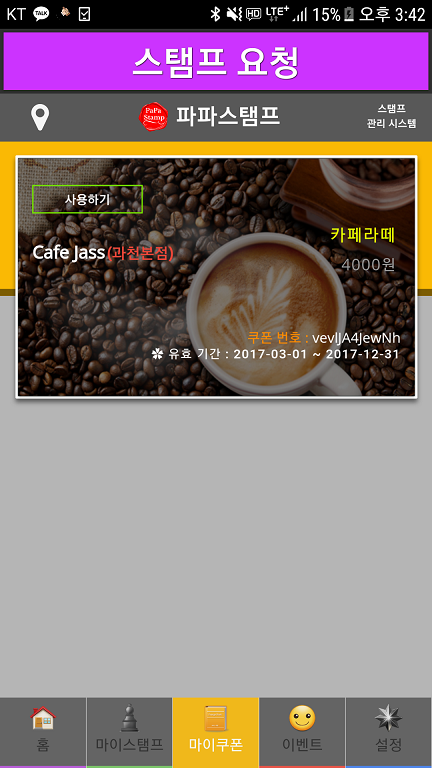 KT TALK HD LTE+ 15% 오후 3:42
스탬프 요청
PaPa
Stamp
파파스탬프
스탬프
관리 시스템
사용하기
카페라떼
Cafe Jass (과천본점)
4000원
쿠폰 번호 : vevlJA4JewNh
유효 기간 : 2017-03-01 ~ 2017-12-31
홈 마이스탬프 마이쿠폰 이벤트 설정